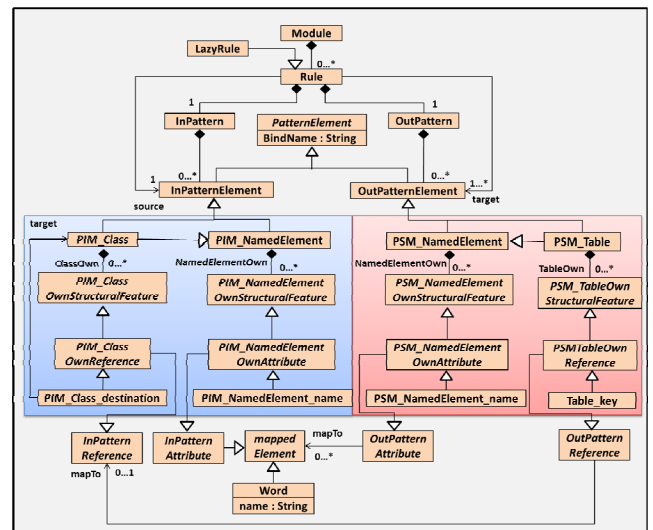 Module
LazyRule
0...*
Rule
1
1
InPattern
PatternElement
BindName : String
OutPattern
1
0...*
0...*
1...*
InPatternElement
OutPatternElement
source
target
target
PIM_Class
PIM_NamedElement
PSM_NamedElement
PSM_Table
ClassOwn
0...*
NamedElementOwn
0...*
NamedElementOwn
0...*
TableOwn
0...*
PIM_Class
OwnStructuralFeature
PIM_NamedElement
OwnStructuralFeature
PSM_NamedElement
OwnStructuralFeature
PSM_TableOwn
StructuralFeature
PIM_Class
OwnReference
PIM_NamedElement
OwnAttribute
PSM_NamedElement
OwnAttribute
PSMTableOwn
Reference
PIM_Class_destination
PIM_NamedElement_name
PSM_NamedElement_name
Table_key
InPattern
Reference
InPattern
Attribute
mapped
Element
mapTo
0...*
OutPattern
Attribute
OutPattern
Reference
mapTo
0...1
Word
name : String